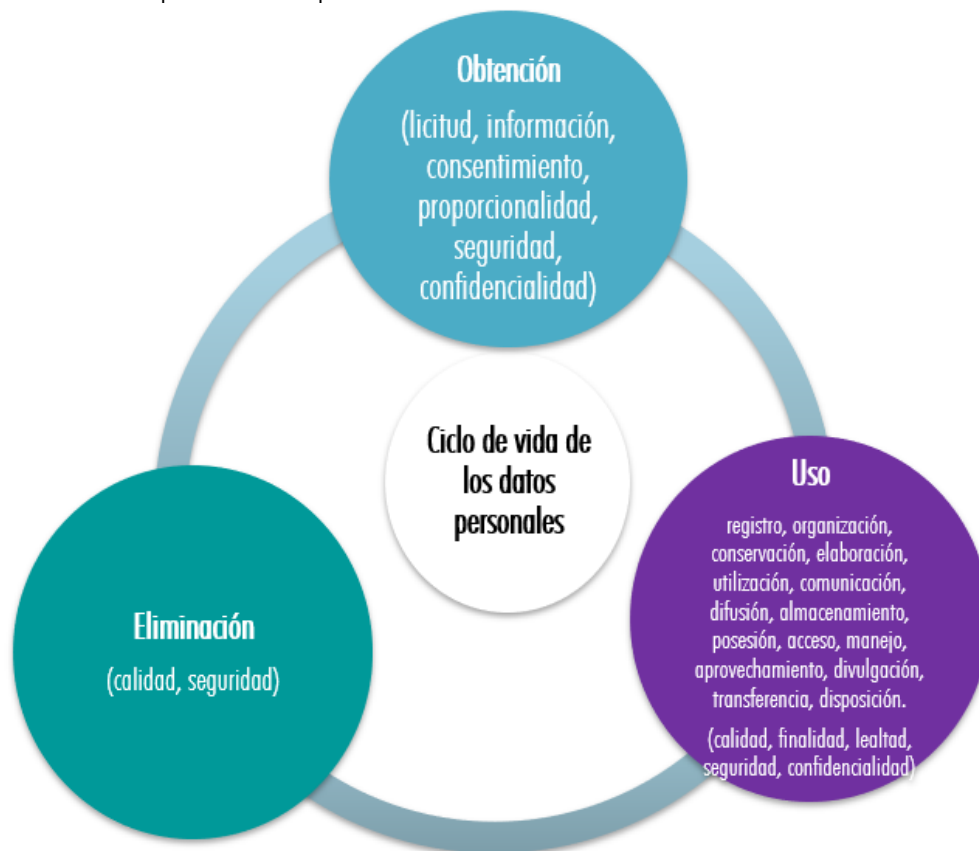 Obtención
(licitud, información,
consentimiento,
proporcionalidad,
seguridad,
confidencialidad)
Ciclo de vida de
los datos
personales
Uso
registro, organización,
conservación, elaboración,
utilización, comunicación,
difusión, almacenamiento,
posesión, acceso, manejo,
aprovechamiento, divulgación,
transferencia, disposición.
(calidad, finalidad, lealtad,
seguridad, confidencialidad)
Eliminación
(calidad, seguridad)